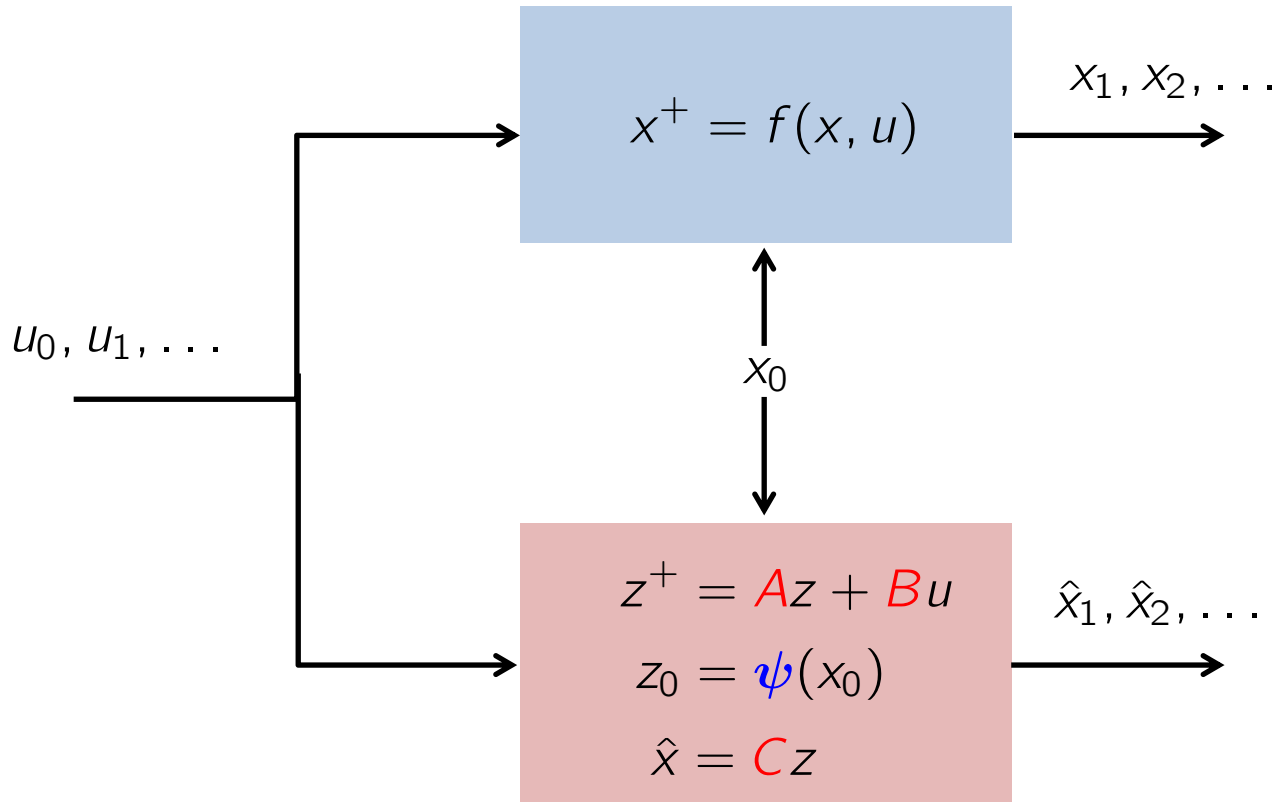 x₁, x₂, ...
x⁺ = f(x, u)
u₀, u₁, ...
x₀
z⁺ = Az + Bu
x̂₁, x̂₂, ...
z₀ = ψ(x₀)
x̂ = Cz